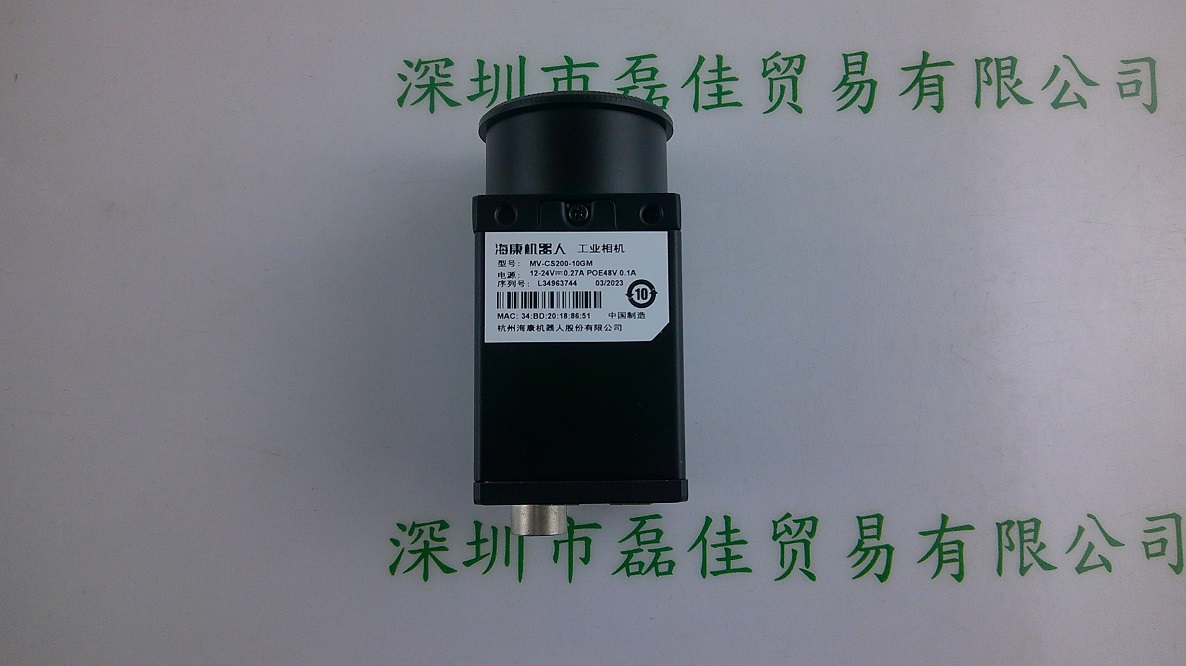 深圳市磊佳贸易有限公司
海康机器人 工业相机
型号： MV-CS200-10GM
电源： 12-24V⎓0.27A POE48V 0.1A
序列号： L34963744 03/2023
10
MAC: 34:BD:20:18:86:51 中国制造
杭州海康机器人股份有限公司
深圳市磊佳贸易有限公司